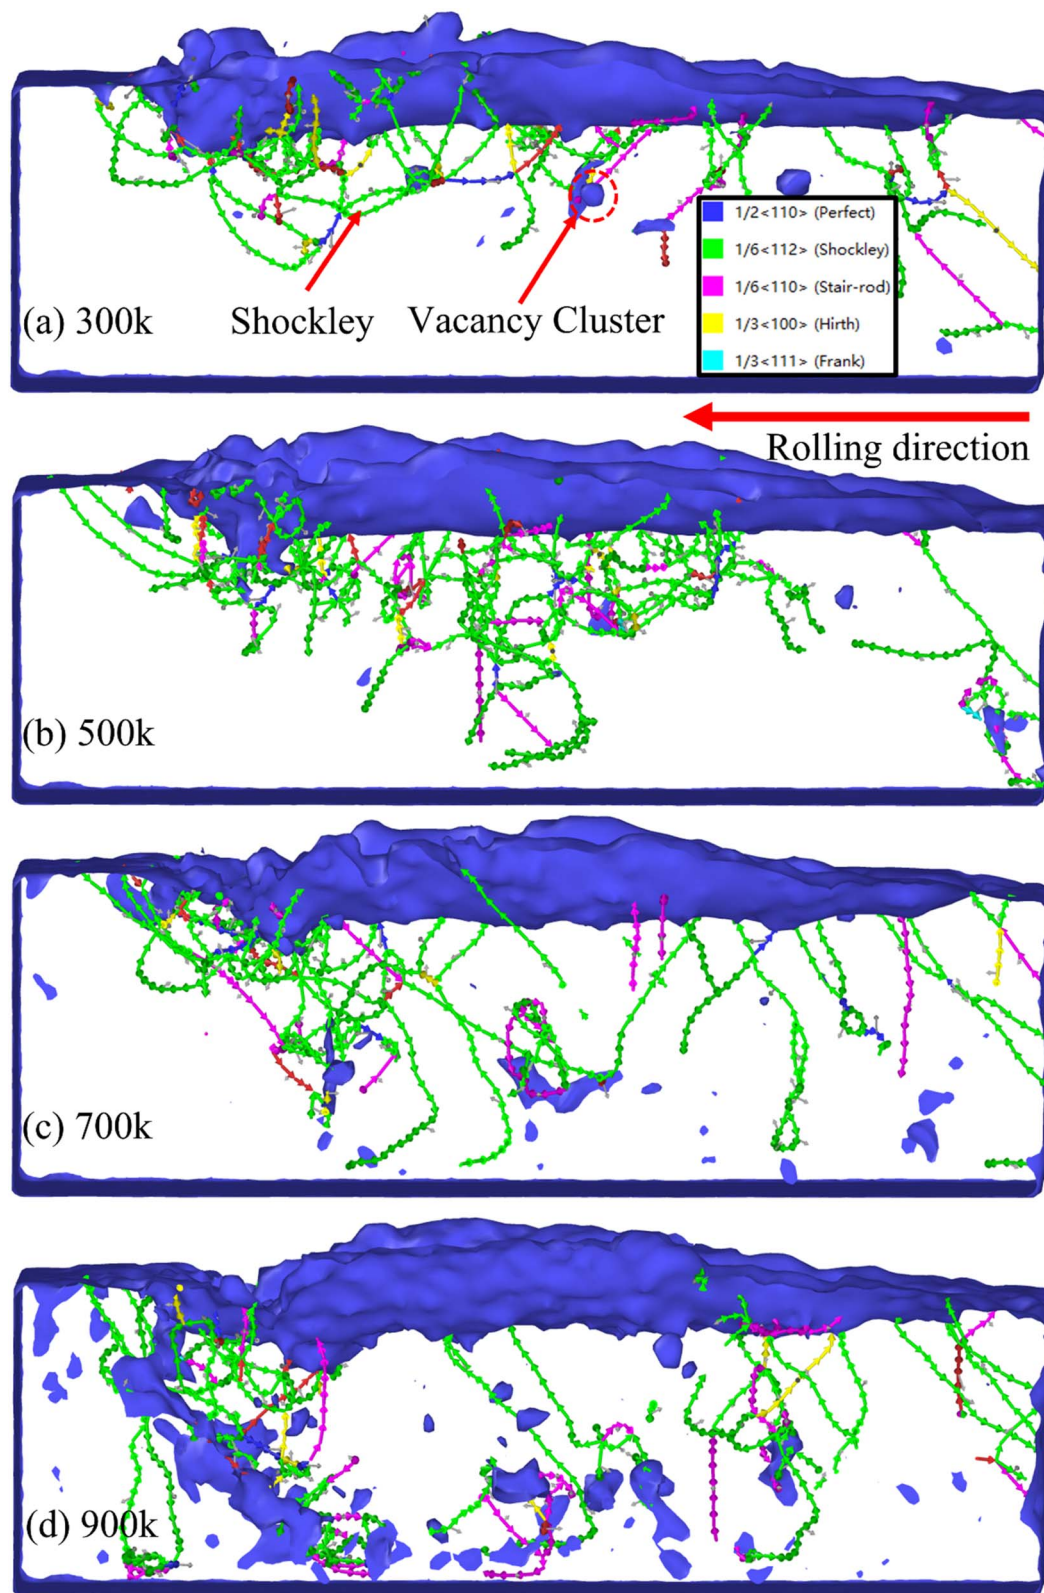 1/2<110> (Perfect)
1/6<112> (Shockley)
1/6<110> (Stair-rod)
1/3<100> (Hirth)
1/3<111> (Frank)
(a) 300k
Shockley
Vacancy Cluster
Rolling direction
(b) 500k
(c) 700k
(d) 900k